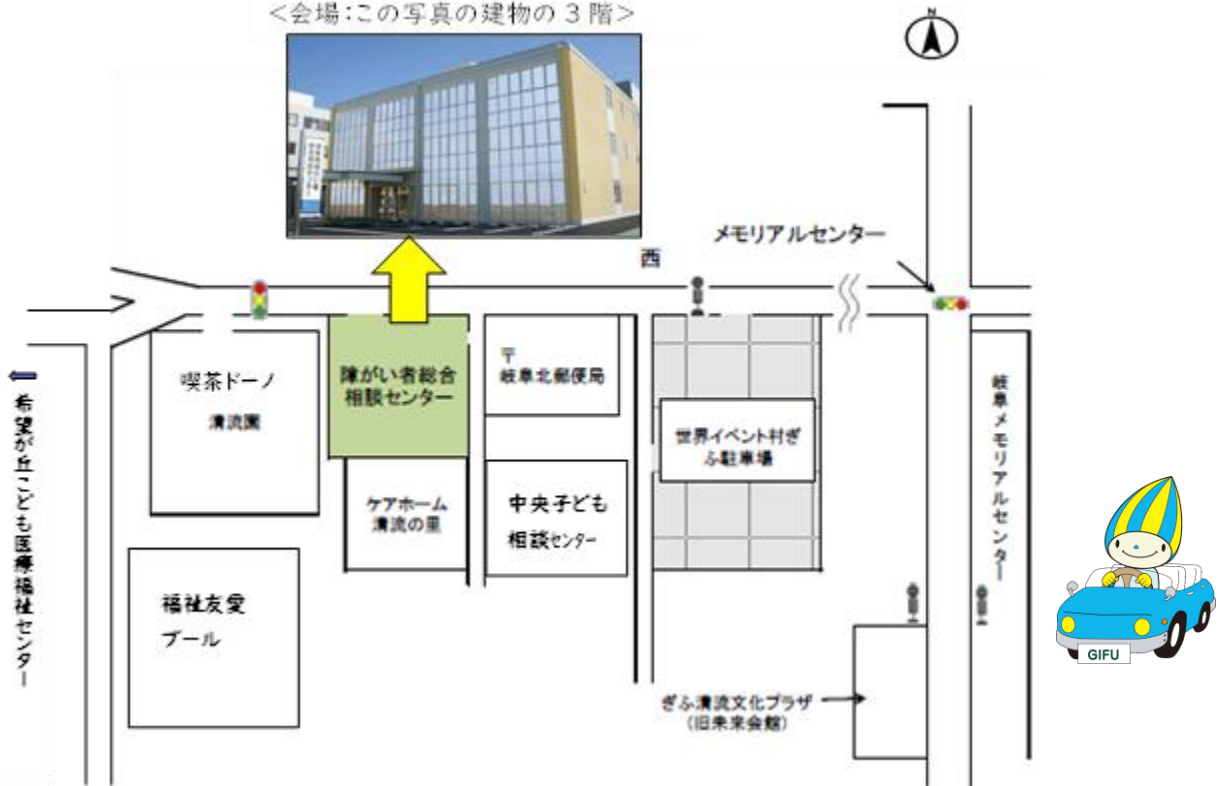 <会場:この写真の建物の3階>
N
メモリアルセンター
西
喫茶ドーノ
清流園
障がい者総合
相談センター
〒
岐阜北郵便局
世界イベント村ぎ
ふ駐車場
ケアホーム
清流の里
中央子ども
相談センター
福祉友愛
プール
希望が丘こども医療福祉センター
岐阜メモリアルセンター
ぎふ清流文化プラザ
(旧未来会館)
GIFU